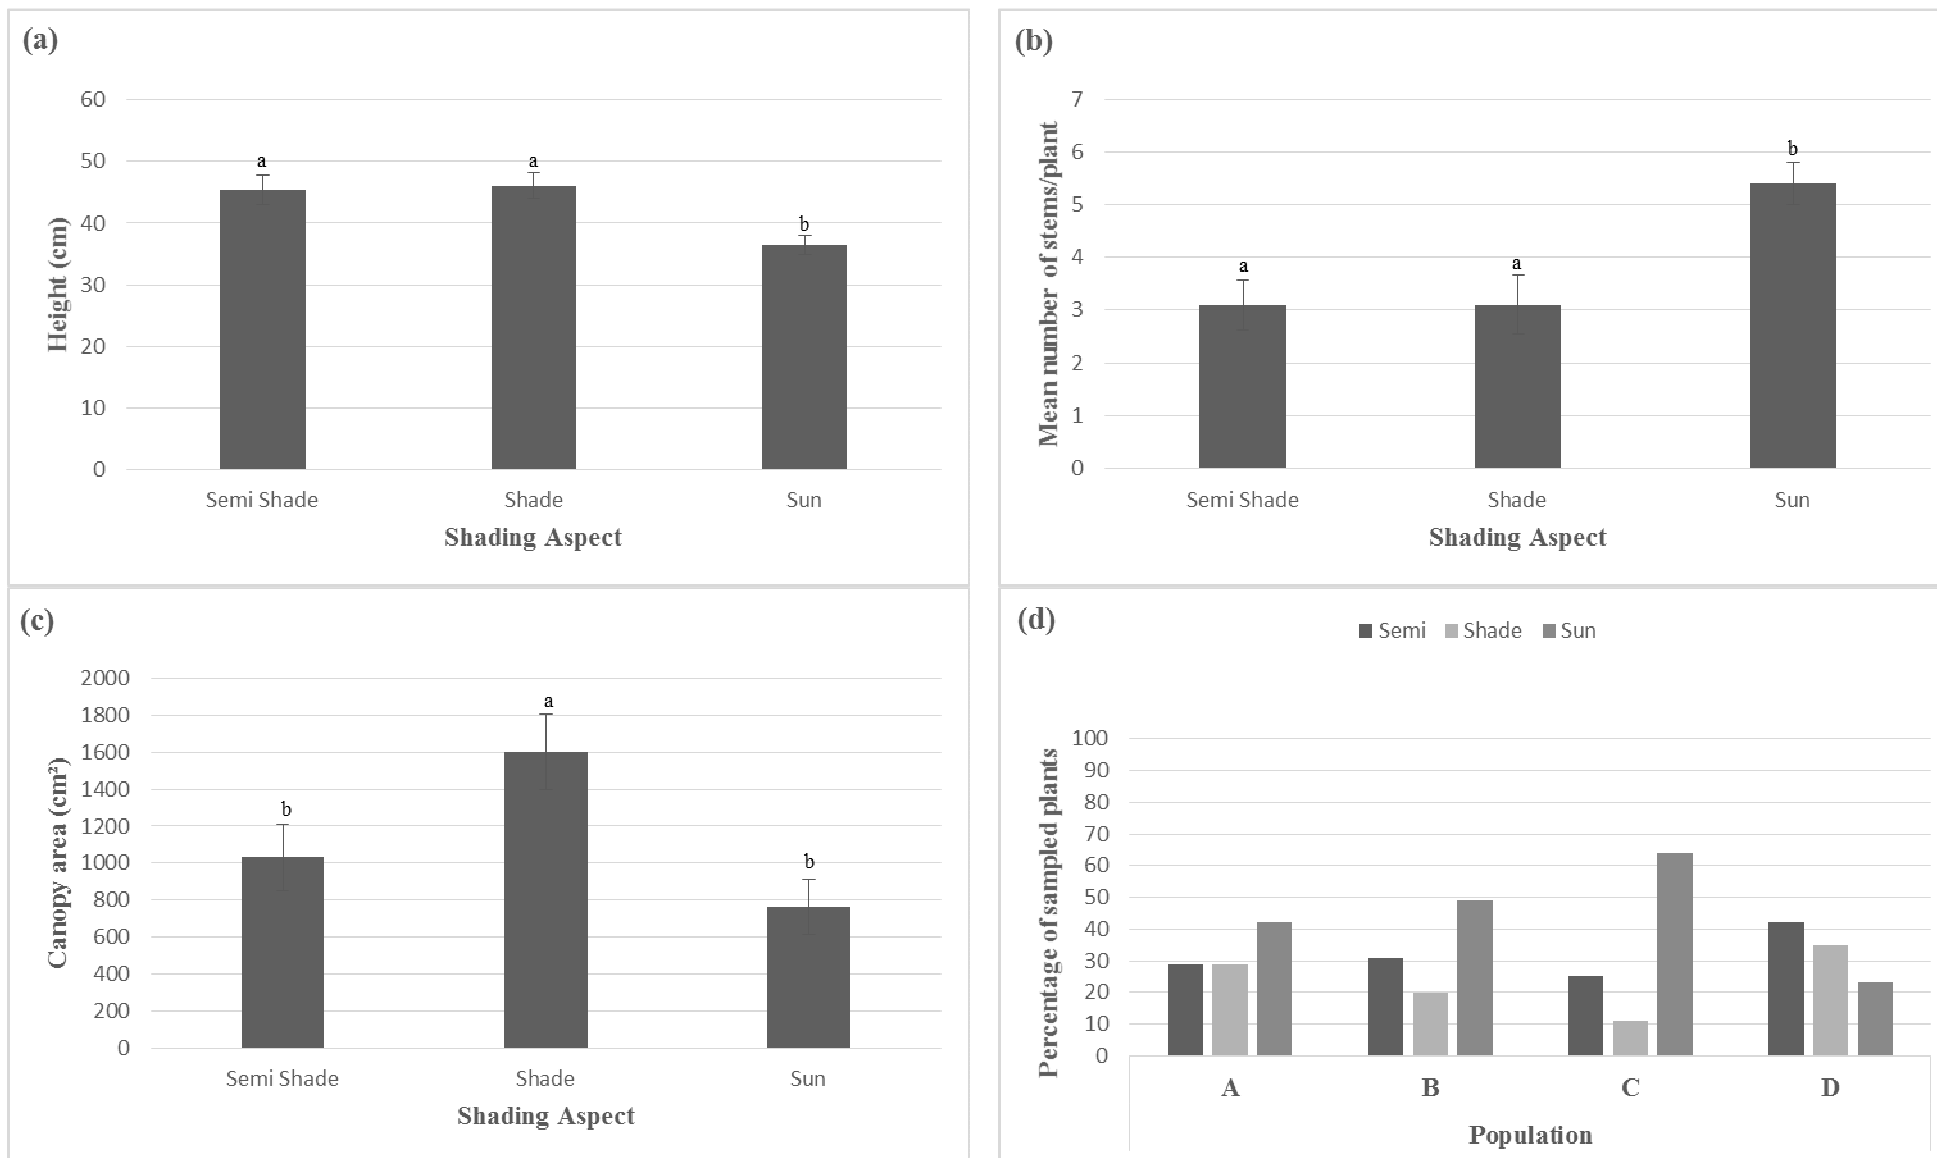 (a)
60
50
40
30
20
10
0
Height (cm)
a
a
b
Semi Shade
Shade
Sun
Shading Aspect
(b)
7
6
5
4
3
2
1
0
Mean number of stems/plant
a
a
b
Semi Shade
Shade
Sun
Shading Aspect
(c)
2000
1800
1600
1400
1200
1000
800
600
400
200
0
Canopy area (cm²)
b
a
b
Semi Shade
Shade
Sun
Shading Aspect
(d)
Semi Shade Sun
100
90
80
70
60
50
40
30
20
10
0
Percentage of sampled plants
A
B
C
D
Population